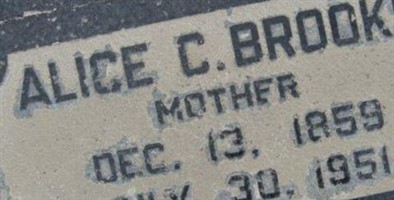 ALICE C. BROOK
MOTHER
DEC. 13, 1859
30, 1951